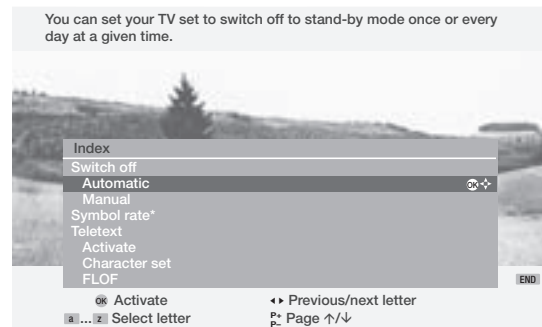 You can set your TV set to switch off to stand-by mode once or every
day at a given time.
Index
Switch off
Automatic OK
Manual
Symbol rate*
Teletext
Activate
Character set
FLOF
END
OK Activate
Previous/next letter
a ... z Select letter
P+ P– Page ↑/↓